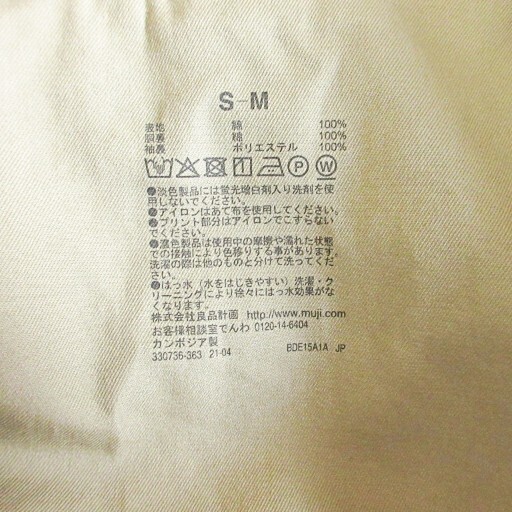 S-M
表地 綿 100%
胴裏 綿 100%
袖裏 ポリエステル 100%
●淡色製品には蛍光増白剤入り洗剤を使
用しないでください。
●アイロンはあて布を使用してください。
●プリント部分はアイロンでこすらない
でください。
●濃色製品は使用中の摩擦や濡れた状態
での接触により色移りする事があります。
洗濯の際は他のものと分けて洗ってくだ
さい。
●はっ水（水をはじきやすい）洗濯・ク
リーニングにより徐々にはっ水効果がな
くなります。
株式会社良品計画 http://www.muji.com
お客様相談室でんわ 0120-14-6404
カンボジア製
330736-363 21-04 BDE15A1A JP